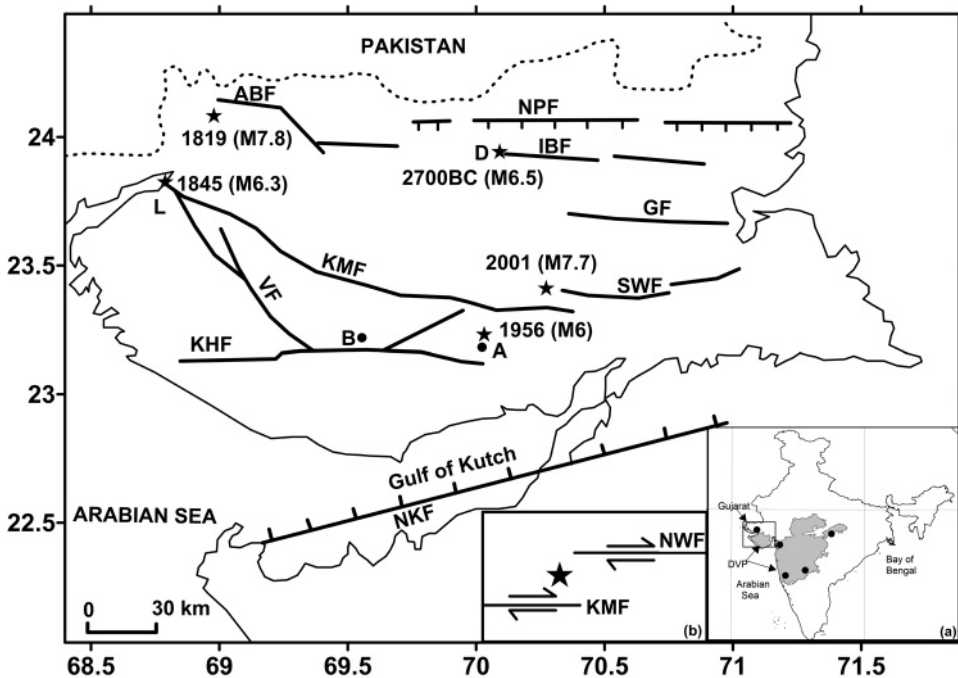 PAKISTAN
ABF
NPF
24
1819 (M7.8)
D
IBF
2700BC (M6.5)
1845 (M6.3)
L
GF
KMF
2001 (M7.7)
23.5
SWF
VF
B
1956 (M6)
KHF
A
23
Gulf of Kutch
NKF
ARABIAN SEA
22.5
0 30 km
NWF
KMF
(b)
Gujarat
DVP
Arabian
Sea
Bay of
Bengal
(a)
68.5 69 69.5 70 70.5 71 71.5